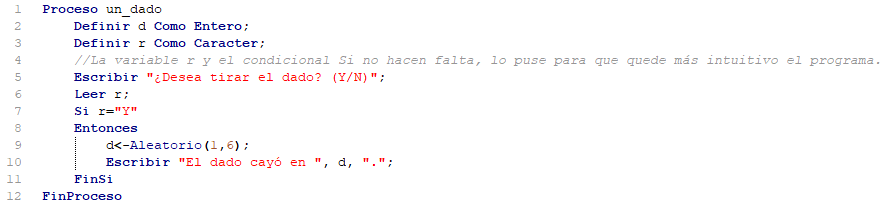 1 Proceso un_dado
2 Definir d Como Entero;
3 Definir r Como Caracter;
4 //La variable r y el condicional Si no hacen falta, lo puse para que quede más intuitivo el programa.
5 Escribir "¿Desea tirar el dado? (Y/N)";
6 Leer r;
7 Si r="Y"
8 Entonces
9 d<-Aleatorio(1,6);
10 Escribir "El dado cayó en ", d, ".";
11 FinSi
12 FinProceso